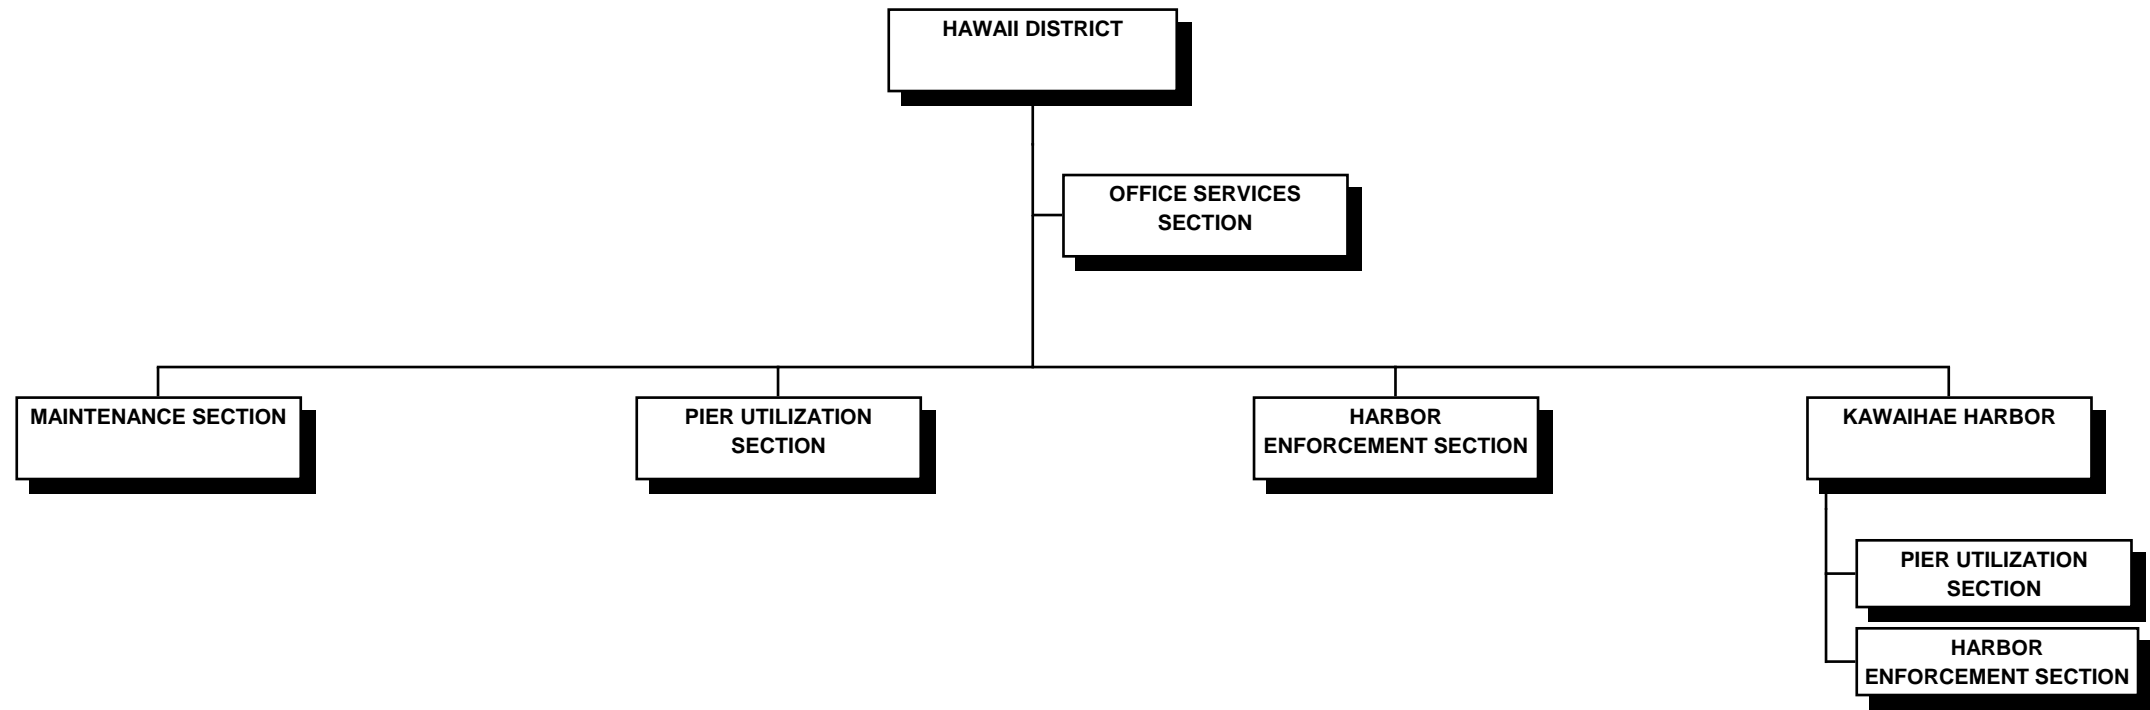 HAWAII DISTRICT
OFFICE SERVICES
SECTION
MAINTENANCE SECTION
PIER UTILIZATION
SECTION
HARBOR
ENFORCEMENT SECTION
KAWAIHAE HARBOR
PIER UTILIZATION
SECTION
HARBOR
ENFORCEMENT SECTION